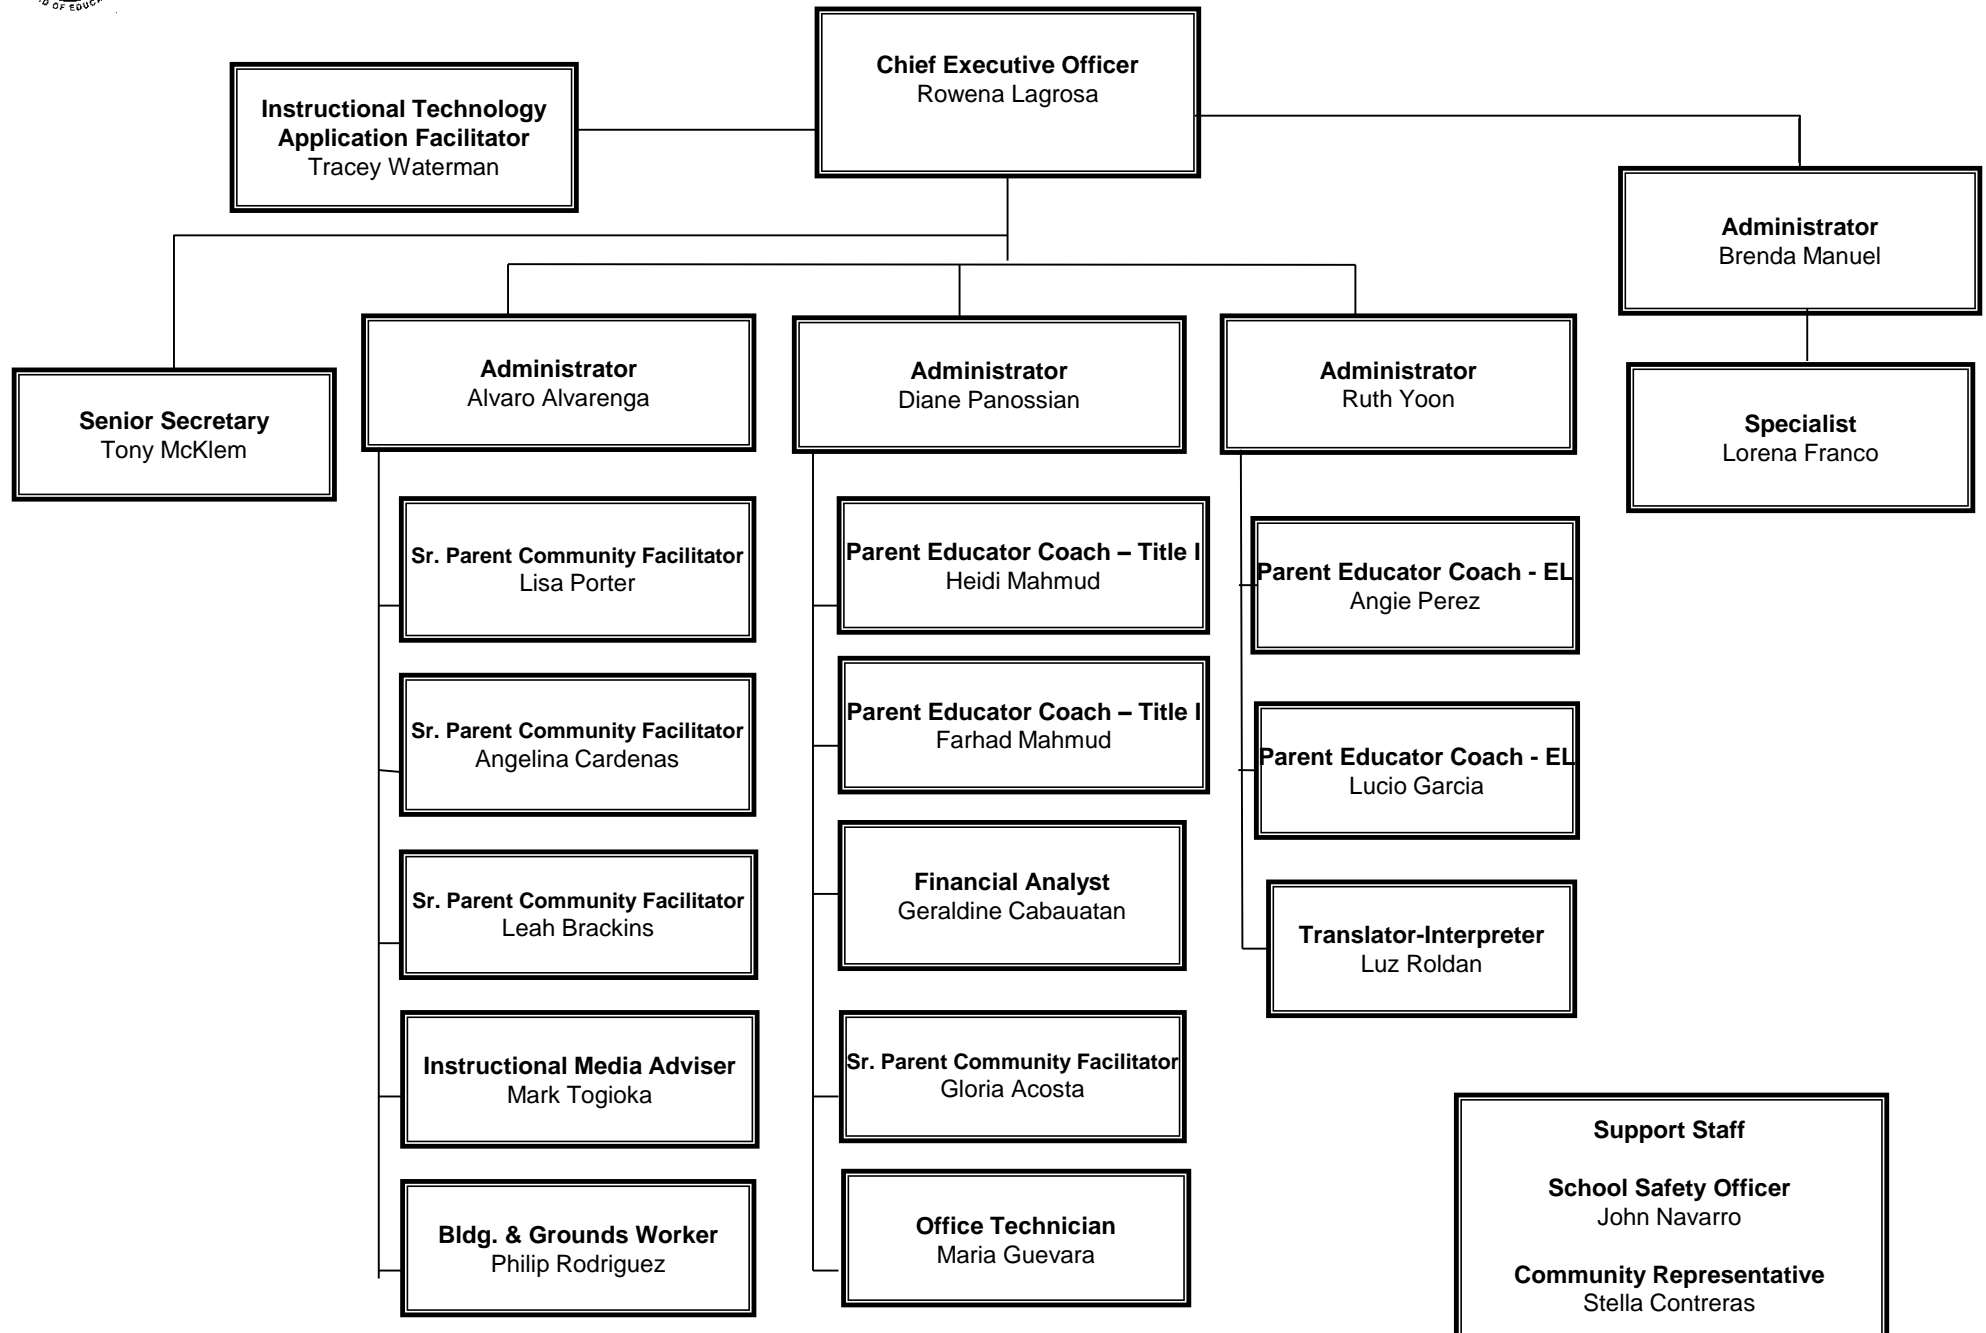 OF EDUCA
Chief Executive Officer
Rowena Lagrosa
Instructional Technology
Application Facilitator
Tracey Waterman
Administrator
Brenda Manuel
Administrator
Alvaro Alvarenga
Administrator
Diane Panossian
Administrator
Ruth Yoon
Senior Secretary
Tony McKlem
Specialist
Lorena Franco
Sr. Parent Community Facilitator
Lisa Porter
Sr. Parent Community Facilitator
Angelina Cardenas
Sr. Parent Community Facilitator
Leah Brackins
Instructional Media Adviser
Mark Togioka
Bldg. & Grounds Worker
Philip Rodriguez
Parent Educator Coach – Title I
Heidi Mahmud
Parent Educator Coach – Title I
Farhad Mahmud
Financial Analyst
Geraldine Cabauatan
Sr. Parent Community Facilitator
Gloria Acosta
Office Technician
Maria Guevara
Parent Educator Coach - EL
Angie Perez
Parent Educator Coach - EL
Lucio Garcia
Translator-Interpreter
Luz Roldan
Support Staff
School Safety Officer
John Navarro
Community Representative
Stella Contreras